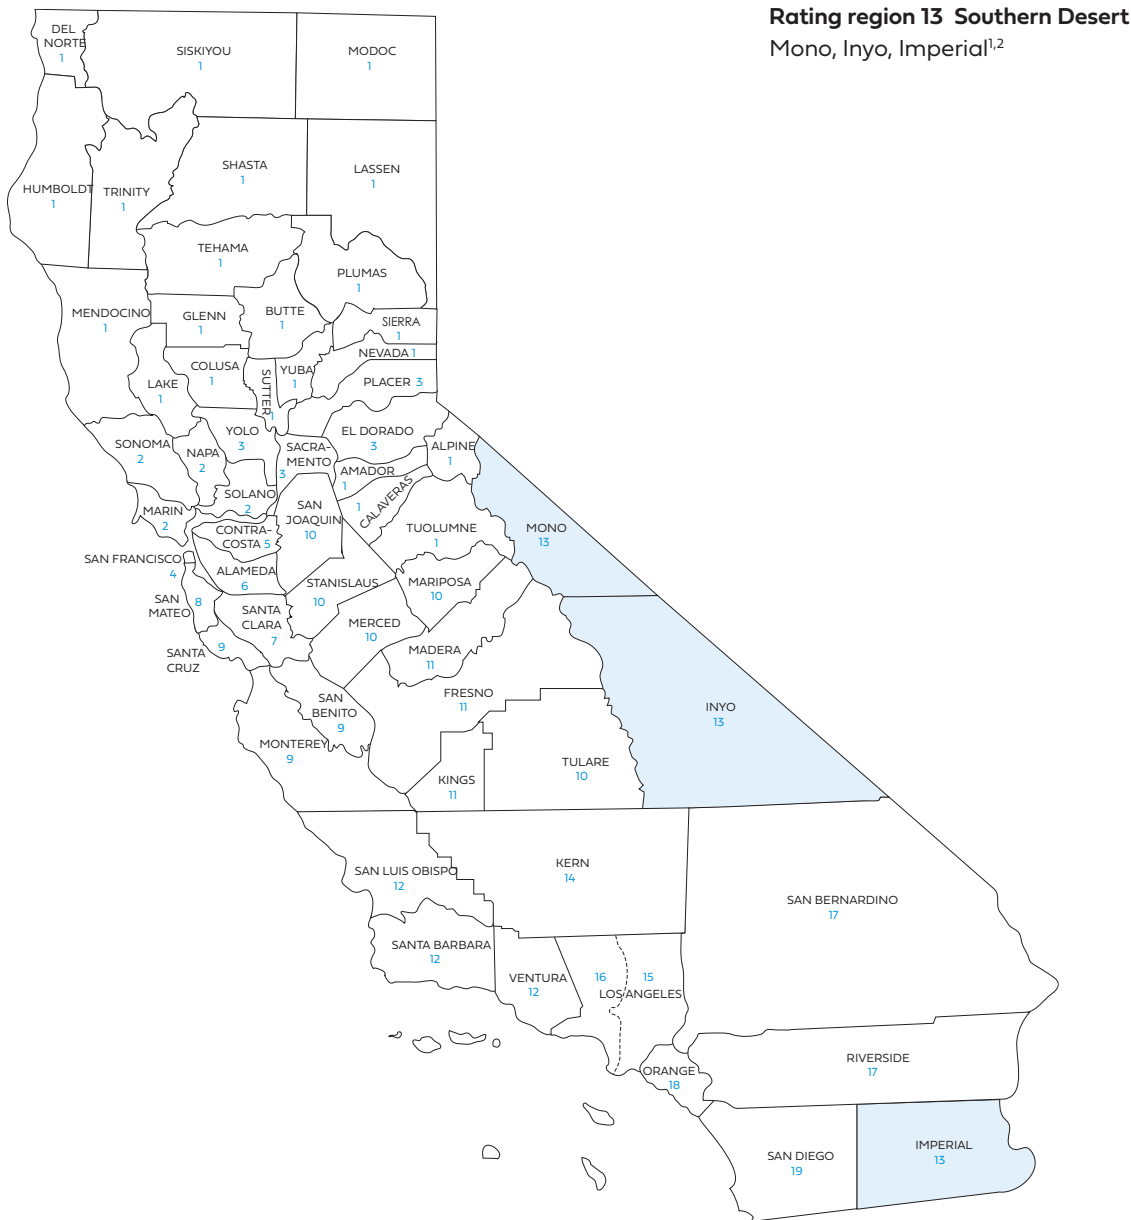 Rating region 13 Southern Desert
Mono, Inyo, Imperial1,2
DEL
NORTE
1
SISKIYOU
1
MODOC
1
SHASTA
1
LASSEN
1
HUMBOLDT
1
TRINITY
1
TEHAMA
1
PLUMAS
1
MENDOCINO
1
GLENN
1
BUTTE
1
SIERRA
1
NEVADA 1
COLUSA
1
SUTTER
1
YUBA
1
PLACER 3
LAKE
1
SONOMA
2
NAPA
2
YOLO
3
SACRA-
MENTO
3
EL DORADO
3
ALPINE
1
AMADOR
1
CALAVERAS
1
SOLANO
2
MARIN
2
SAN
JOAQUIN
10
CONTRA-
COSTA 5
TUOLUMNE
1
MONO
13
SAN FRANCISCO
4
ALAMEDA
6
STANISLAUS
10
MARIPOSA
10
SAN
MATEO
8
SANTA
CLARA
7
MERCED
10
SANTA
CRUZ
9
MADERA
11
FRESNO
11
INYO
13
SAN
BENITO
9
MONTEREY
9
TULARE
10
KINGS
11
SAN LUIS OBISPO
12
KERN
14
SAN BERNARDINO
17
SANTA BARBARA
12
VENTURA
12
16
15
LOS ANGELES
RIVERSIDE
17
ORANGE
18
SAN DIEGO
19
IMPERIAL
13